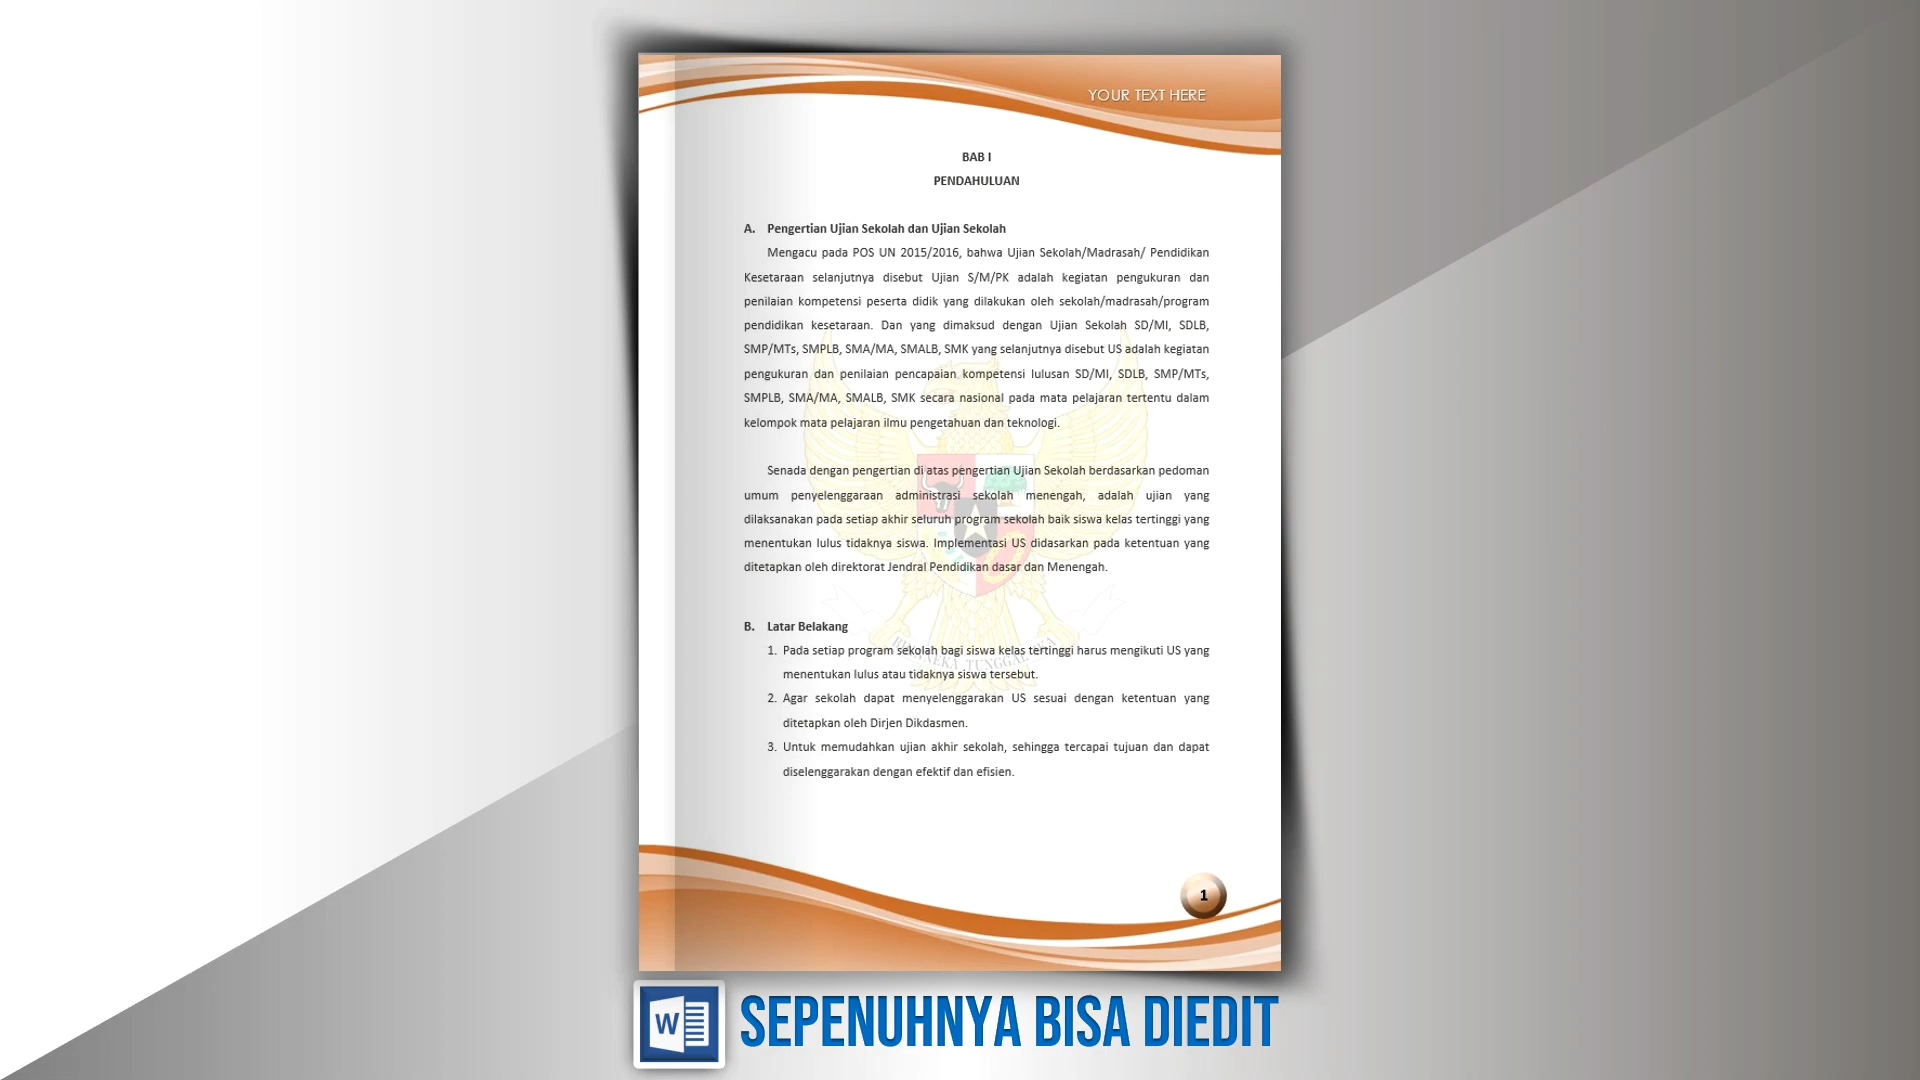 YOUR TEXT HERE
BAB I
PENDAHULUAN
A. Pengertian Ujian Sekolah dan Ujian Sekolah
Mengacu pada POS UN 2015/2016, bahwa Ujian Sekolah/Madrasah/ Pendidikan
Kesetaraan selanjutnya disebut Ujian S/M/PK adalah kegiatan pengukuran dan
penilaian kompetensi peserta didik yang dilakukan oleh sekolah/madrasah/program
pendidikan kesetaraan. Dan yang dimaksud dengan Ujian Sekolah SD/MI, SDLB,
SMP/MTs, SMPLB, SMA/MA, SMALB, SMK yang selanjutnya disebut US adalah kegiatan
pengukuran dan penilaian pencapaian kompetensi lulusan SD/MI, SDLB, SMP/MTs,
SMPLB, SMA/MA, SMALB, SMK secara nasional pada mata pelajaran tertentu dalam
kelompok mata pelajaran ilmu pengetahuan dan teknologi.
Senada dengan pengertian di atas pengertian Ujian Sekolah berdasarkan pedoman
umum penyelenggaraan administrasi sekolah menengah, adalah ujian yang
dilaksanakan pada setiap akhir seluruh program sekolah baik siswa kelas tertinggi yang
menentukan lulus tidaknya siswa. Implementasi US didasarkan pada ketentuan yang
ditetapkan oleh direktorat Jendral Pendidikan dasar dan Menengah.
B. Latar Belakang
1. Pada setiap program sekolah bagi siswa kelas tertinggi harus mengikuti US yang
menentukan lulus atau tidaknya siswa tersebut.
2. Agar sekolah dapat menyelenggarakan US sesuai dengan ketentuan yang
ditetapkan oleh Dirjen Dikdasmen.
3. Untuk memudahkan ujian akhir sekolah, sehingga tercapai tujuan dan dapat
diselenggarakan dengan efektif dan efisien.
1
W
SEPENUHNYA BISA DIEDIT